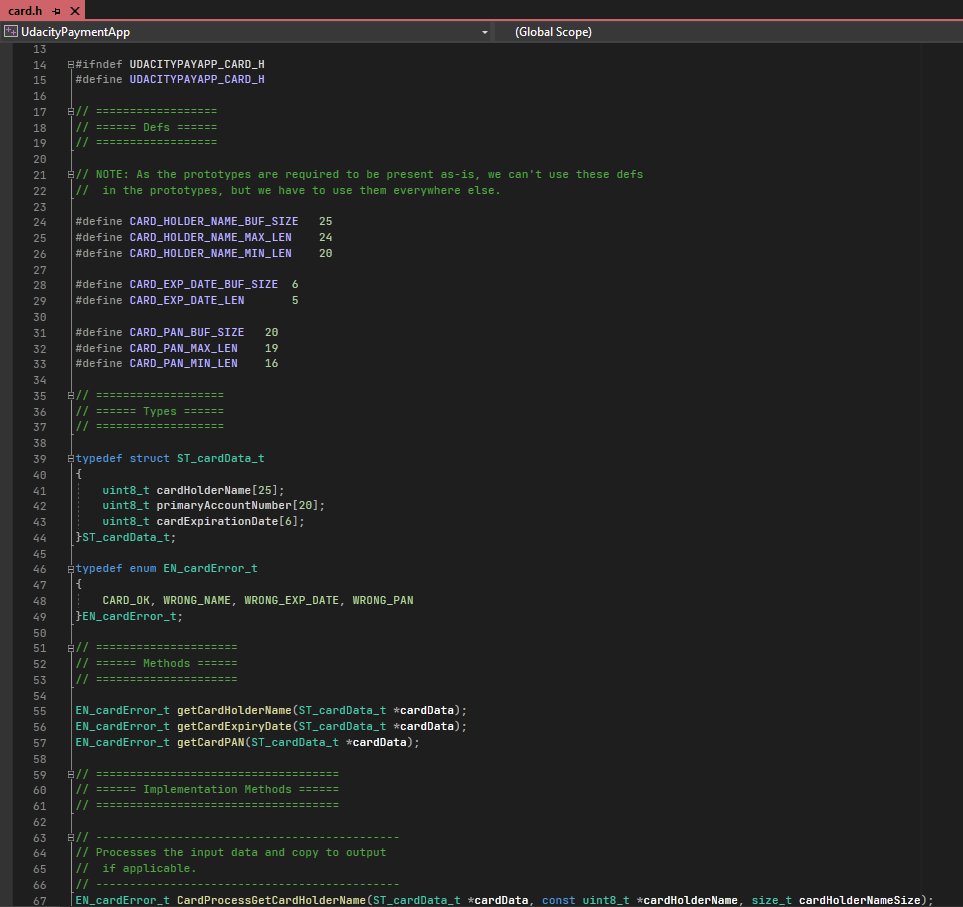 card.h
UdacityPaymentApp (Global Scope)
13
14 #ifndef UDACITYPAYAPP_CARD_H
15 #define UDACITYPAYAPP_CARD_H
16
17 // ==================
18 // ====== Defs ======
19 // ==================
20
21 // NOTE: As the prototypes are required to be present as-is, we can't use these defs
22 //  in the prototypes, but we have to use them everywhere else.
23
24 #define CARD_HOLDER_NAME_BUF_SIZE   25
25 #define CARD_HOLDER_NAME_MAX_LEN    24
26 #define CARD_HOLDER_NAME_MIN_LEN    20
27
28 #define CARD_EXP_DATE_BUF_SIZE  6
29 #define CARD_EXP_DATE_LEN       5
30
31 #define CARD_PAN_BUF_SIZE   20
32 #define CARD_PAN_MAX_LEN    19
33 #define CARD_PAN_MIN_LEN    16
34
35 // ===================
36 // ====== Types ======
37 // ===================
38
39 typedef struct ST_cardData_t
40 {
41     uint8_t cardHolderName[25];
42     uint8_t primaryAccountNumber[20];
43     uint8_t cardExpirationDate[6];
44 }ST_cardData_t;
45
46 typedef enum EN_cardError_t
47 {
48     CARD_OK, WRONG_NAME, WRONG_EXP_DATE, WRONG_PAN
49 }EN_cardError_t;
50
51 // =====================
52 // ====== Methods ======
53 // =====================
54
55 EN_cardError_t getCardHolderName(ST_cardData_t *cardData);
56 EN_cardError_t getCardExpiryDate(ST_cardData_t *cardData);
57 EN_cardError_t getCardPAN(ST_cardData_t *cardData);
58
59 // ====================================
60 // ====== Implementation Methods ======
61 // ====================================
62
63 // ---------------------------------------------
64 // Processes the input data and copy to output
65 //  if applicable.
66 // ---------------------------------------------
67 EN_cardError_t CardProcessGetCardHolderName(ST_cardData_t *cardData, const uint8_t *cardHolderName, size_t cardHolderNameSize);